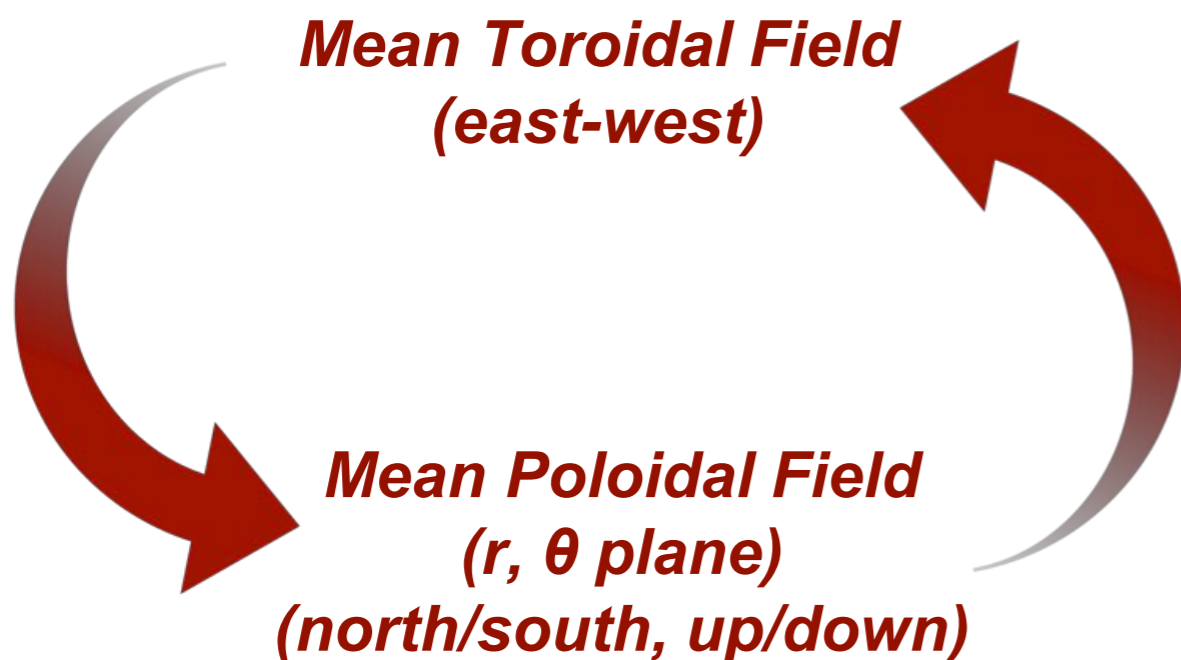 Mean Toroidal Field
(east-west)
Mean Poloidal Field
(r, θ plane)
(north/south, up/down)